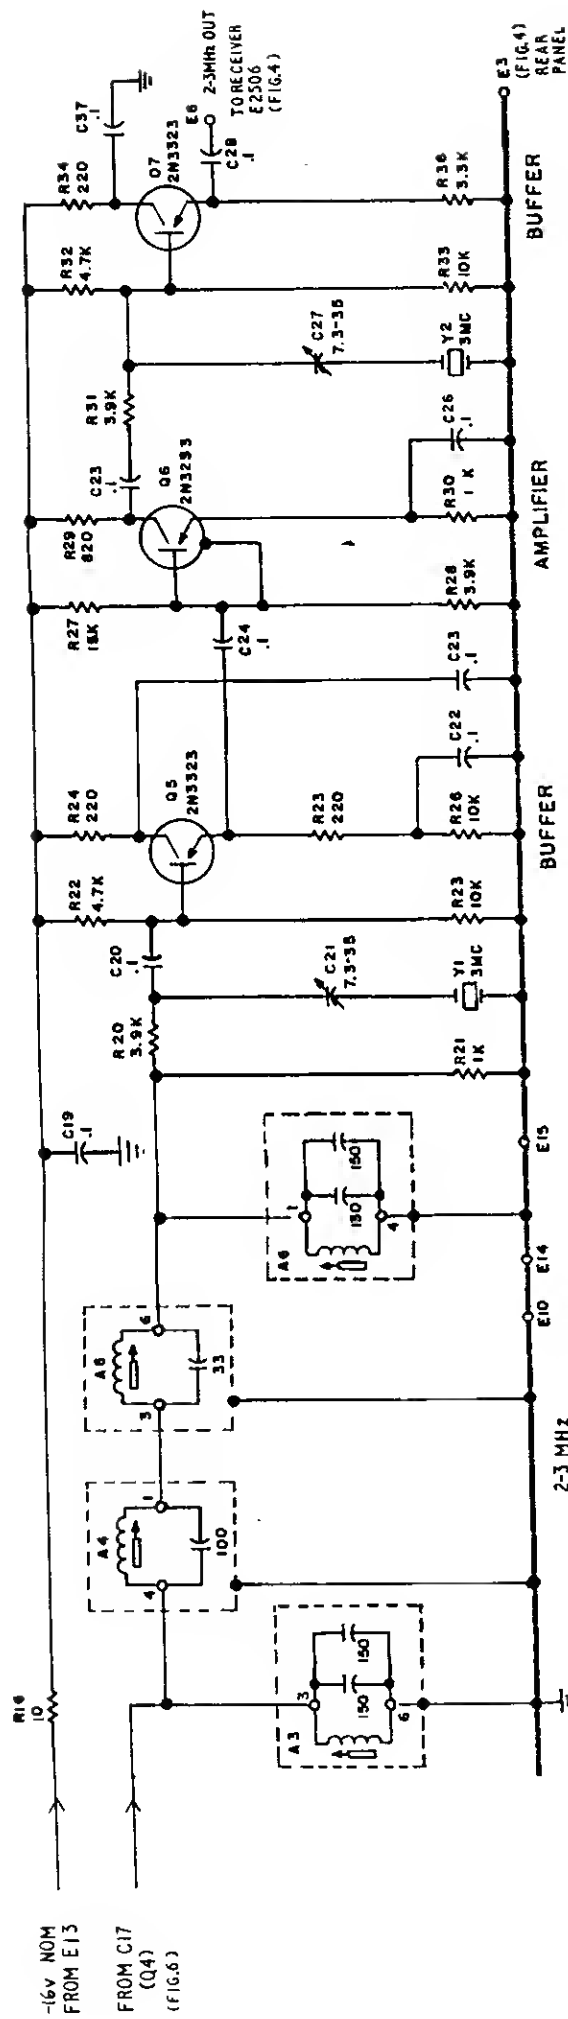 -16v NOM
FROM E13
FROM C17
(Q4)
(FIG.6)
R16
10
A3
3
150
150
6
4
A4
1
100
3
A8
6
33
C19
.1
A6
1
150
150
4
2-3 MHz
E10
E14
E15
R20
3.9K
R21
1K
C20
.1
C21
7.3-35
Y1
3MC
R22
4.7K
R23
10K
R24
220
Q5
2N3323
R23
220
R26
10K
C22
.1
C23
.1
BUFFER
C24
.1
R27
15K
R28
3.9K
R29
820
Q6
2N3233
R30
1K
C26
.1
AMPLIFIER
C23
.1
R31
3.9K
C27
7.3-35
Y2
3MC
R32
4.7K
R33
10K
R34
220
Q7
2N3323
R36
3.3K
C37
.1
C28
.1
E6
2-3MHz OUT
TO RECEIVER
E2506
(FIG.4)
BUFFER
E3
(FIG.4)
REAR
PANEL